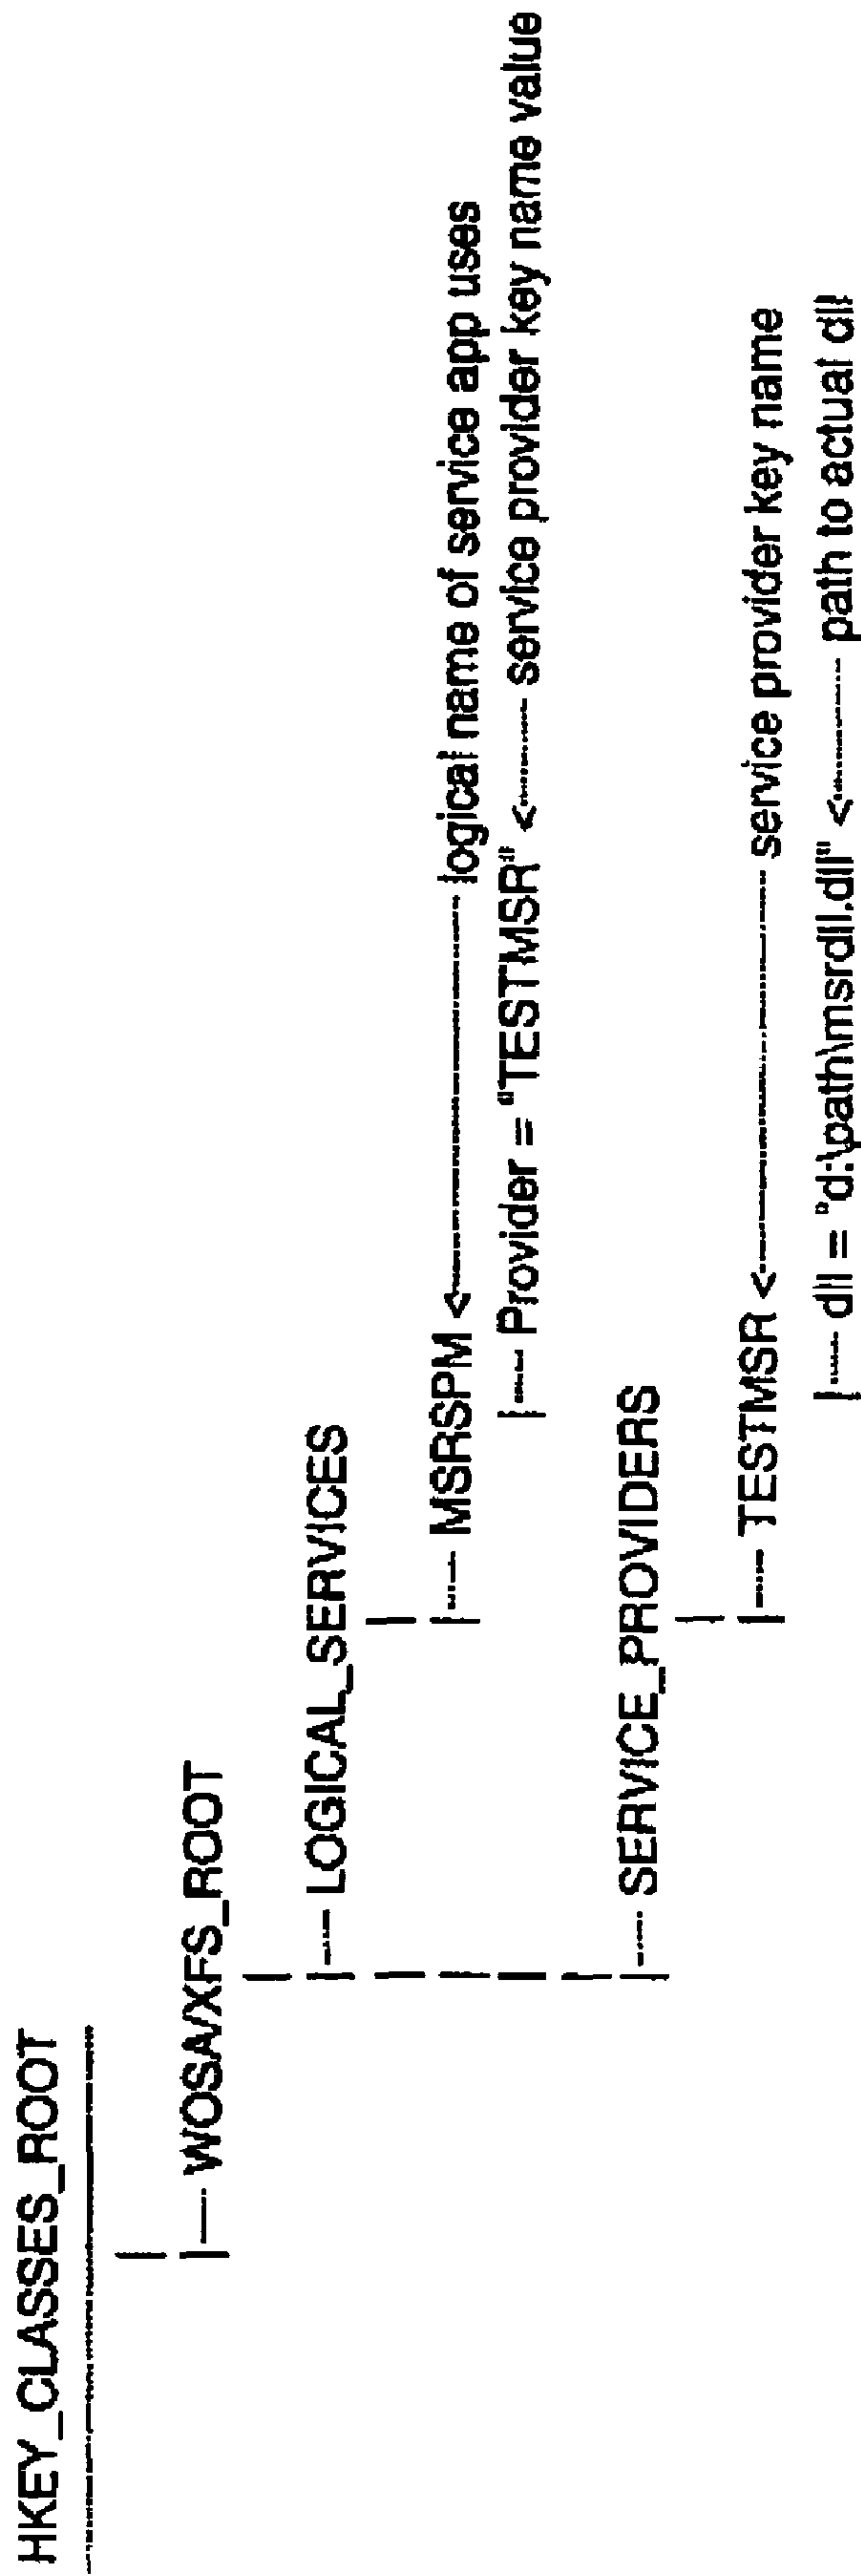 HKEY_CLASSES_ROOT
|
|---- WOSA/XFS_ROOT
|
|---- LOGICAL_SERVICES
|
|---- MSRSPM <---------------- logical name of service app uses
|---- Provider = "TESTMSR" <------- service provider key name value
|---- SERVICE_PROVIDERS
|
|---- TESTMSR <---------------- service provider key name
|---- dll = "d:\path\msrdll.dll" <--------- path to actual dll